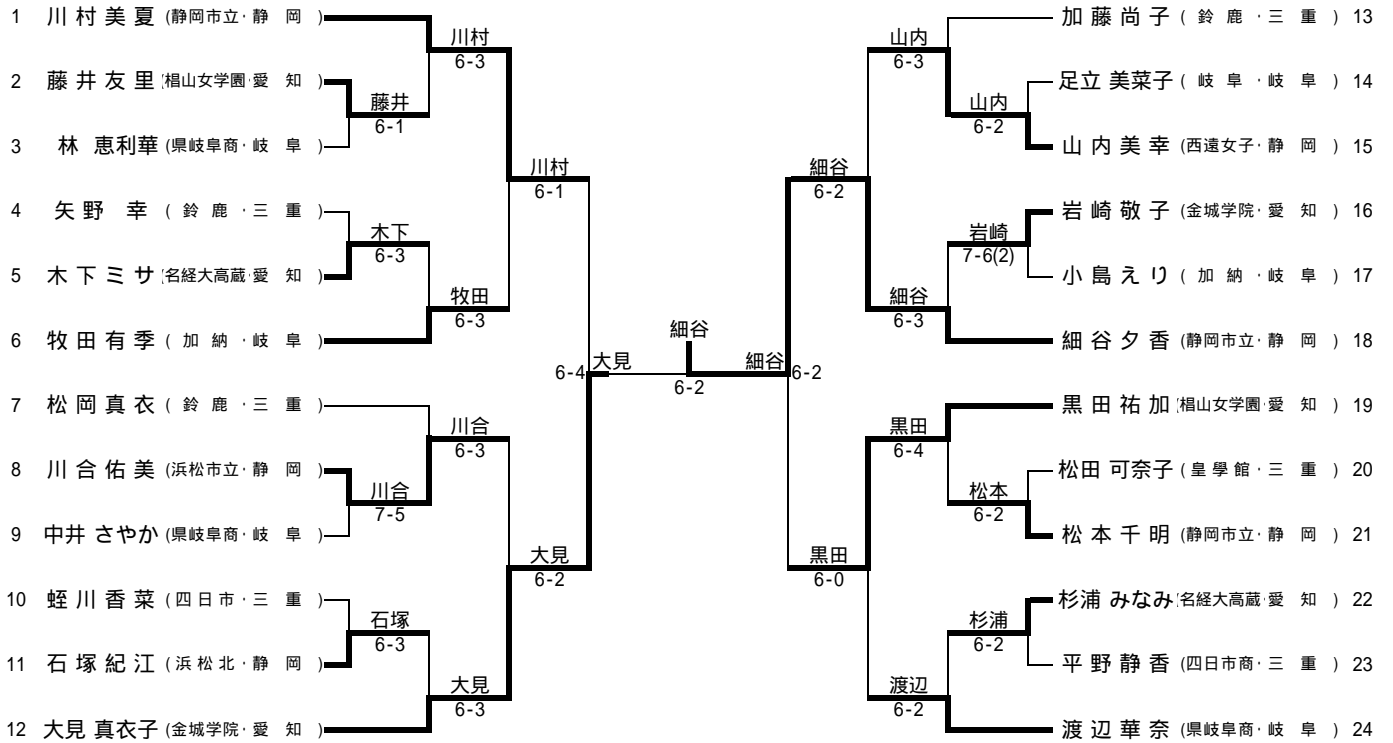 1 川村美夏 (静岡市立・静岡)
2 藤井友里 (椙山女学園・愛知)
3 林 恵利華 (県岐阜商・岐阜)
4 矢野 幸 (鈴鹿・三重)
5 木下ミサ (名経大高蔵・愛知)
6 牧田有季 (加納・岐阜)
7 松岡真衣 (鈴鹿・三重)
8 川合佑美 (浜松市立・静岡)
9 中井 さやか (県岐阜商・岐阜)
10 蛭川香菜 (四日市・三重)
11 石塚紀江 (浜松北・静岡)
12 大見 真衣子 (金城学院・愛知)
藤井
6-1
木下
6-3
川合
7-5
石塚
6-3
川村
6-3
牧田
6-3
川合
6-3
大見
6-3
川村
6-1
大見
6-2
6-4 大見
細谷
6-2
細谷 6-2
細谷
6-2
黒田
6-0
山内
6-3
細谷
6-3
黒田
6-4
渡辺
6-2
山内
6-2
岩崎
7-6(2)
松本
6-2
杉浦
6-2
加藤尚子 (鈴鹿・三重) 13
足立 美菜子 (岐阜・岐阜) 14
山内美幸 (西遠女子・静岡) 15
岩崎敬子 (金城学院・愛知) 16
小島えり (加納・岐阜) 17
細谷夕香 (静岡市立・静岡) 18
黒田祐加 (椙山女学園・愛知) 19
松田 可奈子 (皇學館・三重) 20
松本千明 (静岡市立・静岡) 21
杉浦 みなみ (名経大高蔵・愛知) 22
平野静香 (四日市商・三重) 23
渡辺華奈 (県岐阜商・岐阜) 24